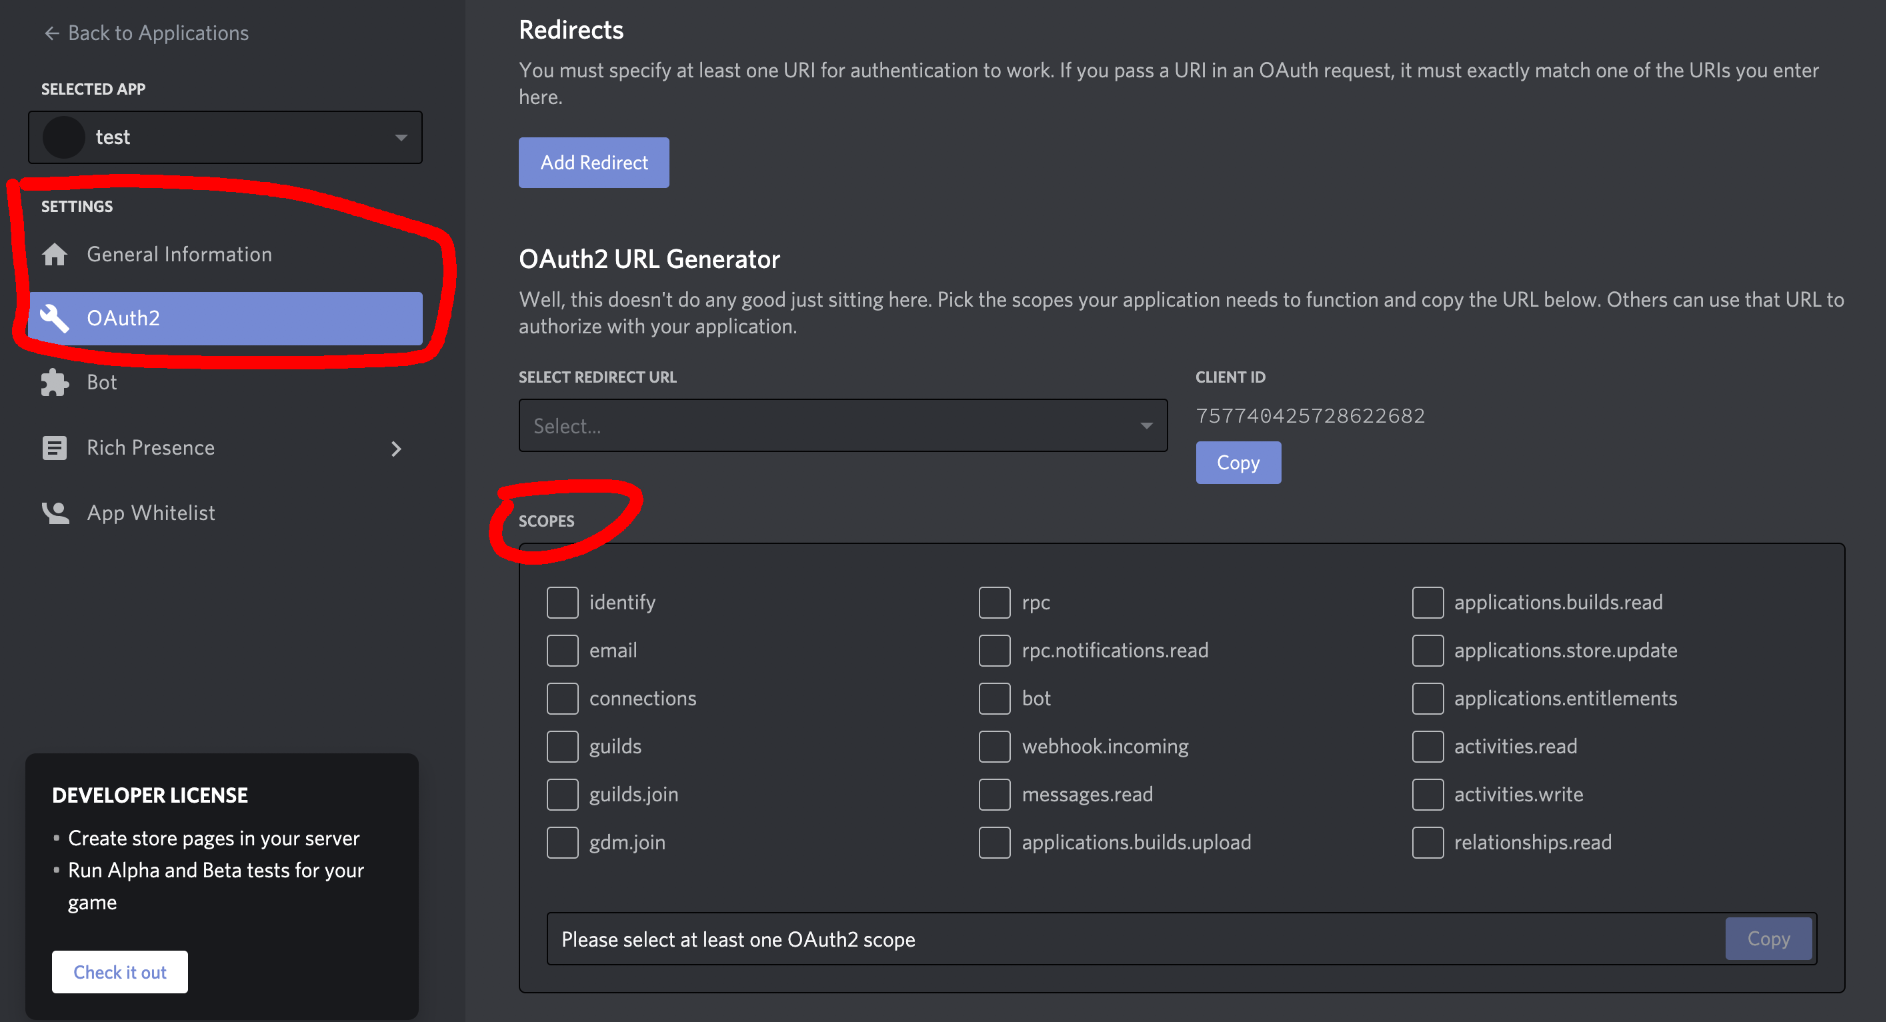 Back to Applications
SELECTED APP
test
SETTINGS
General Information
OAuth2
Bot
Rich Presence
App Whitelist
DEVELOPER LICENSE
• Create store pages in your server
• Run Alpha and Beta tests for your
game
Check it out
Redirects
You must specify at least one URI for authentication to work. If you pass a URI in an OAuth request, it must exactly match one of the URIs you enter
here.
Add Redirect
OAuth2 URL Generator
Well, this doesn't do any good just sitting here. Pick the scopes your application needs to function and copy the URL below. Others can use that URL to
authorize with your application.
SELECT REDIRECT URL
Select...
CLIENT ID
757740425728622682
Copy
SCOPES
identify
email
connections
guilds
guilds.join
gdm.join
rpc
rpc.notifications.read
bot
webhook.incoming
messages.read
applications.builds.upload
applications.builds.read
applications.store.update
applications.entitlements
activities.read
activities.write
relationships.read
Please select at least one OAuth2 scope
Copy